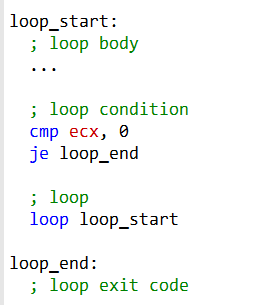 loop_start:
; loop body
...
; loop condition
cmp ecx, 0
je loop_end
; loop
loop loop_start
loop_end:
; loop exit code